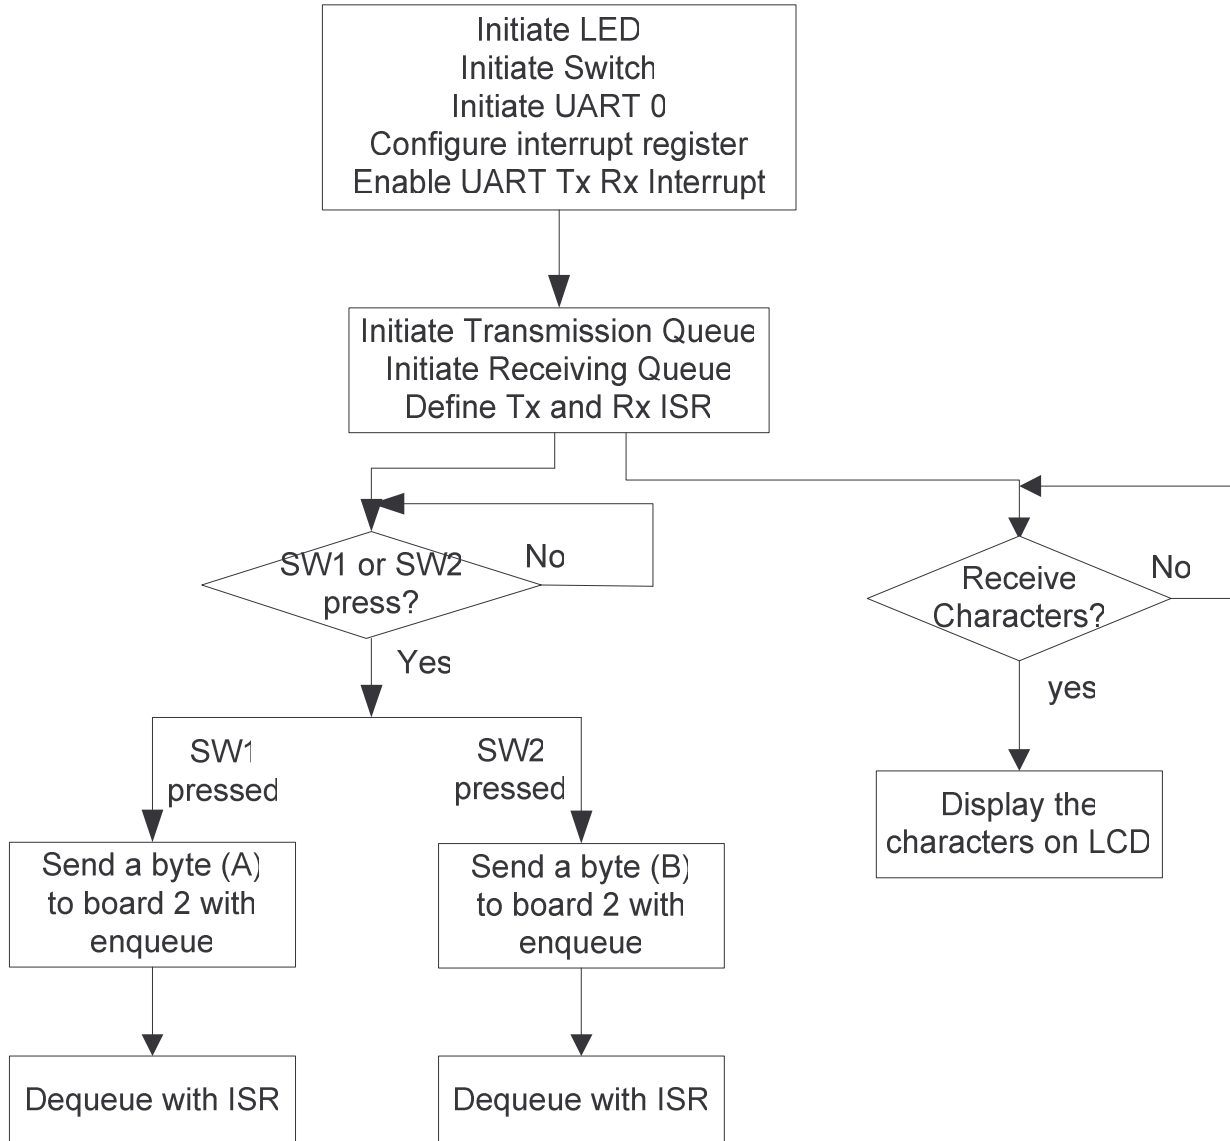 Initiate LED
Initiate Switch
Initiate UART 0
Configure interrupt register
Enable UART Tx Rx Interrupt
Initiate Transmission Queue
Initiate Receiving Queue
Define Tx and Rx ISR
SW1 or SW2
press?
No
Yes
Receive
Characters?
No
yes
SW1
pressed
SW2
pressed
Display the
characters on LCD
Send a byte (A)
to board 2 with
enqueue
Send a byte (B)
to board 2 with
enqueue
Dequeue with ISR
Dequeue with ISR